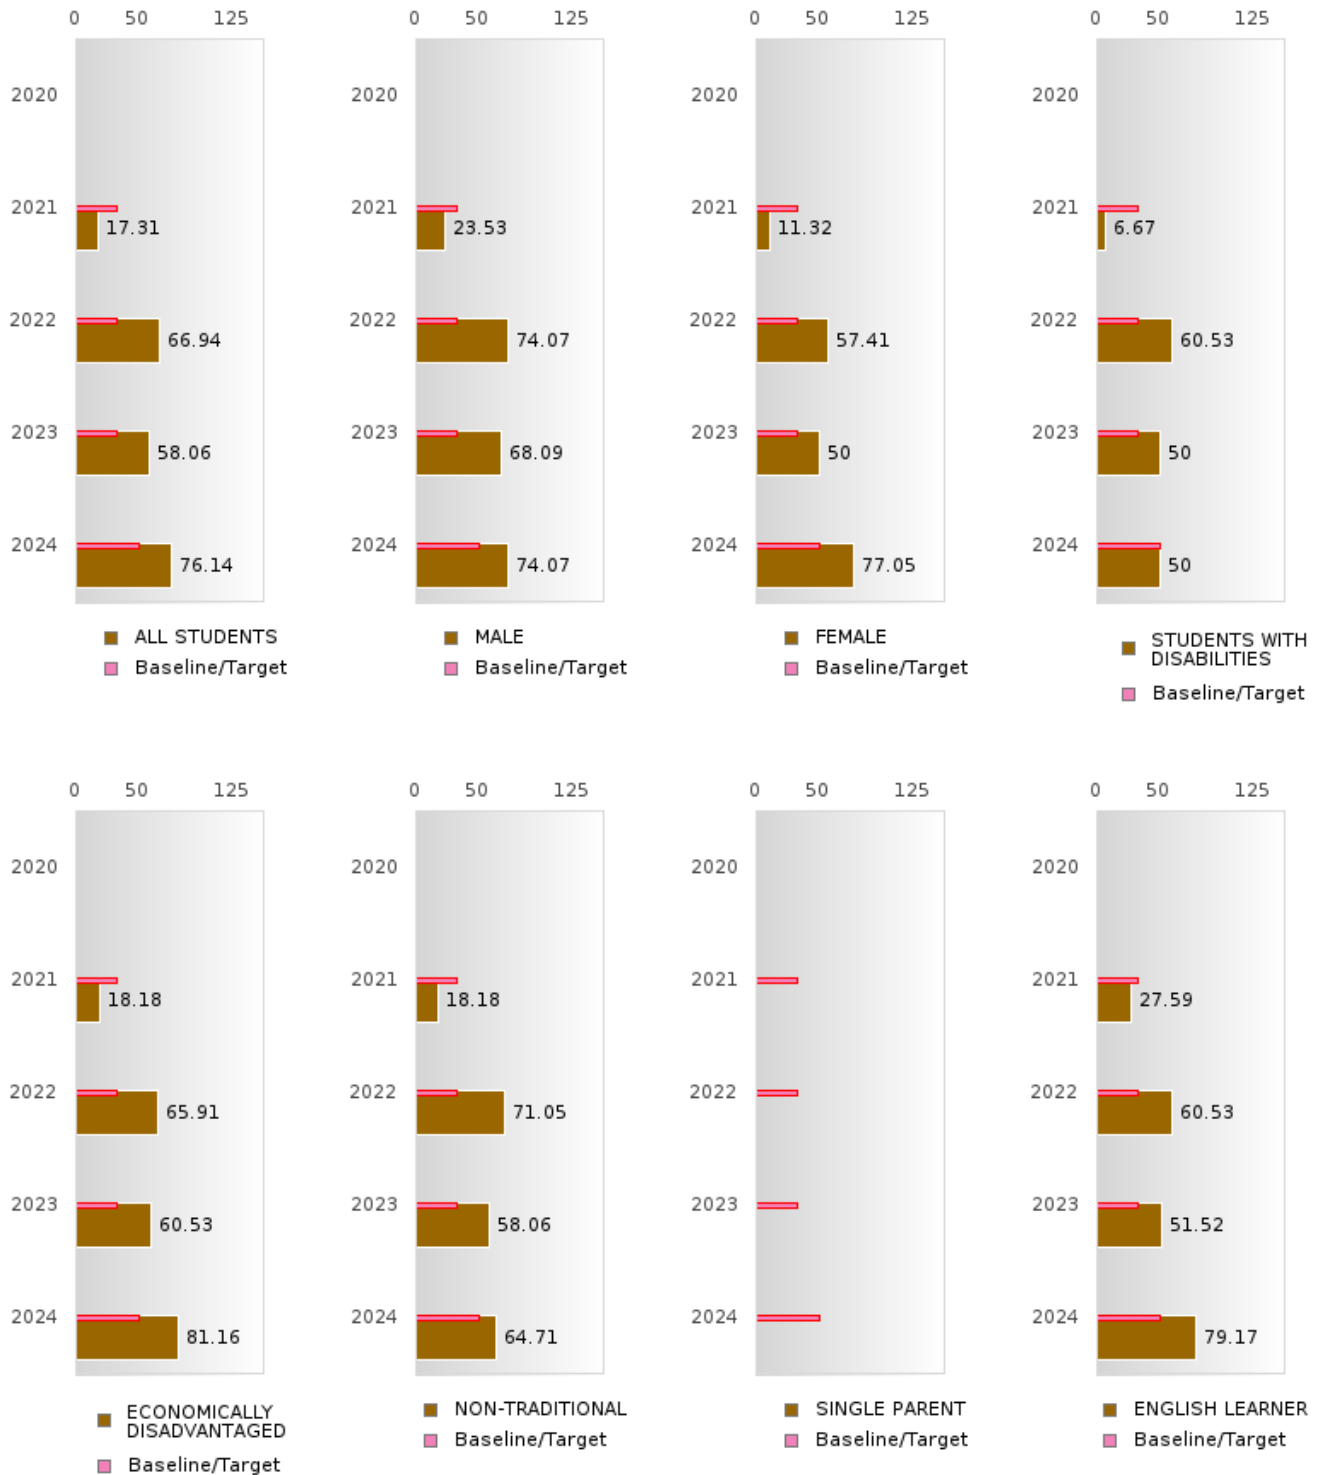 0 50 125 0 50 125 0 50 125 0 50 125
2020 2020 2020 2020
2021 2021 2021 2021
17.31 23.53 11.32 6.67
2022 2022 2022 2022
66.94 74.07 57.41 60.53
2023 2023 2023 2023
58.06 68.09 50 50
2024 2024 2024 2024
76.14 74.07 77.05 50
ALL STUDENTS MALE FEMALE STUDENTS WITH
DISABILITIES
Baseline/Target Baseline/Target Baseline/Target Baseline/Target
0 50 125 0 50 125 0 50 125 0 50 125
2020 2020 2020 2020
2021 2021 2021 2021
18.18 18.18 27.59
2022 2022 2022 2022
65.91 71.05 60.53
2023 2023 2023 2023
60.53 58.06 51.52
2024 2024 2024 2024
81.16 64.71 79.17
ECONOMICALLY NON-TRADITIONAL SINGLE PARENT ENGLISH LEARNER
DISADVANTAGED
Baseline/Target Baseline/Target Baseline/Target Baseline/Target